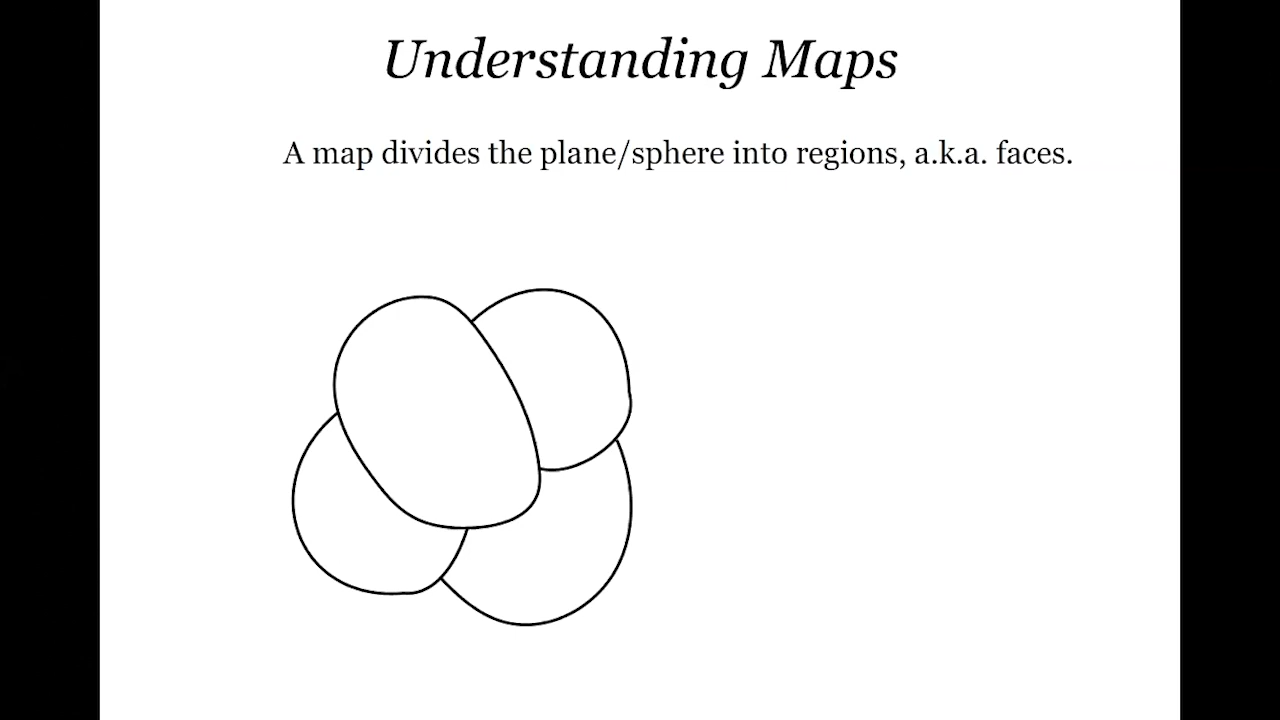 Understanding Maps
A map divides the plane/sphere into regions, a.k.a. faces.